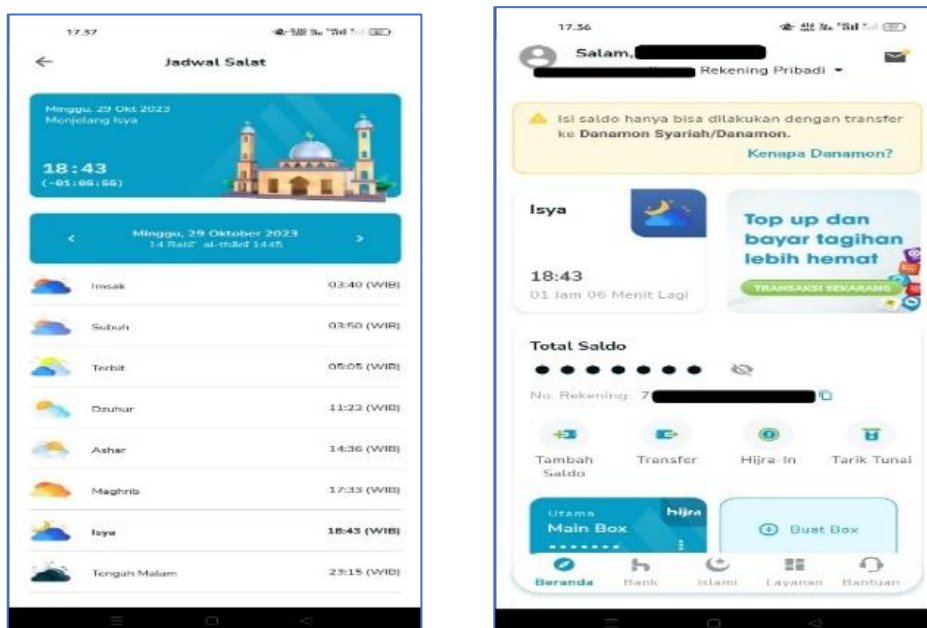 17.37
Jadwal Salat
Minggu, 29 Okt 2023
Menjelang Isya
18:43
(-01:05:55)
Minggu, 29 Oktober 2023
14 Rabīʿ al-thānī 1445
Imsak 03:40 (WIB)
Subuh 03:50 (WIB)
Terbit 05:05 (WIB)
Dzuhur 11:23 (WIB)
Ashar 14:36 (WIB)
Maghrib 17:33 (WIB)
Isya 18:43 (WIB)
Tengah Malam 23:15 (WIB)
17.36
Salam,
Rekening Pribadi
Isi saldo hanya bisa dilakukan dengan transfer
ke Danamon Syariah/Danamon.
Kenapa Danamon?
Isya
18:43
01 Jam 06 Menit Lagi
Top up dan
bayar tagihan
lebih hemat
TRANSAKSI SEKARANG
Total Saldo
No. Rekening: 7
Tambah Saldo
Transfer
Hijra-In
Tarik Tunai
Utama
hijra
Main Box
Buat Box
Beranda
Bank
Islami
Layanan
Bantuan